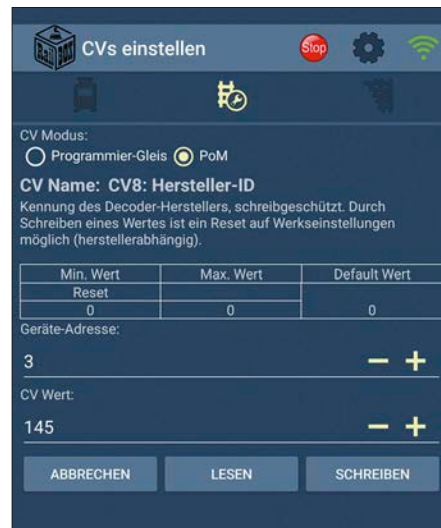 RailBOX
CVs einstellen
Stop
CV Modus:
Programmier-Gleis PoM
CV Name: CV8: Hersteller-ID
Kennung des Decoder-Herstellers, schreibgeschützt. Durch
Schreiben eines Wertes ist ein Reset auf Werkseinstellungen
möglich (herstellerabhängig).
Min. Wert Max. Wert Default Wert
Reset
0 0 0
Geräte-Adresse:
3
CV Wert:
145
ABBRECHEN LESEN SCHREIBEN